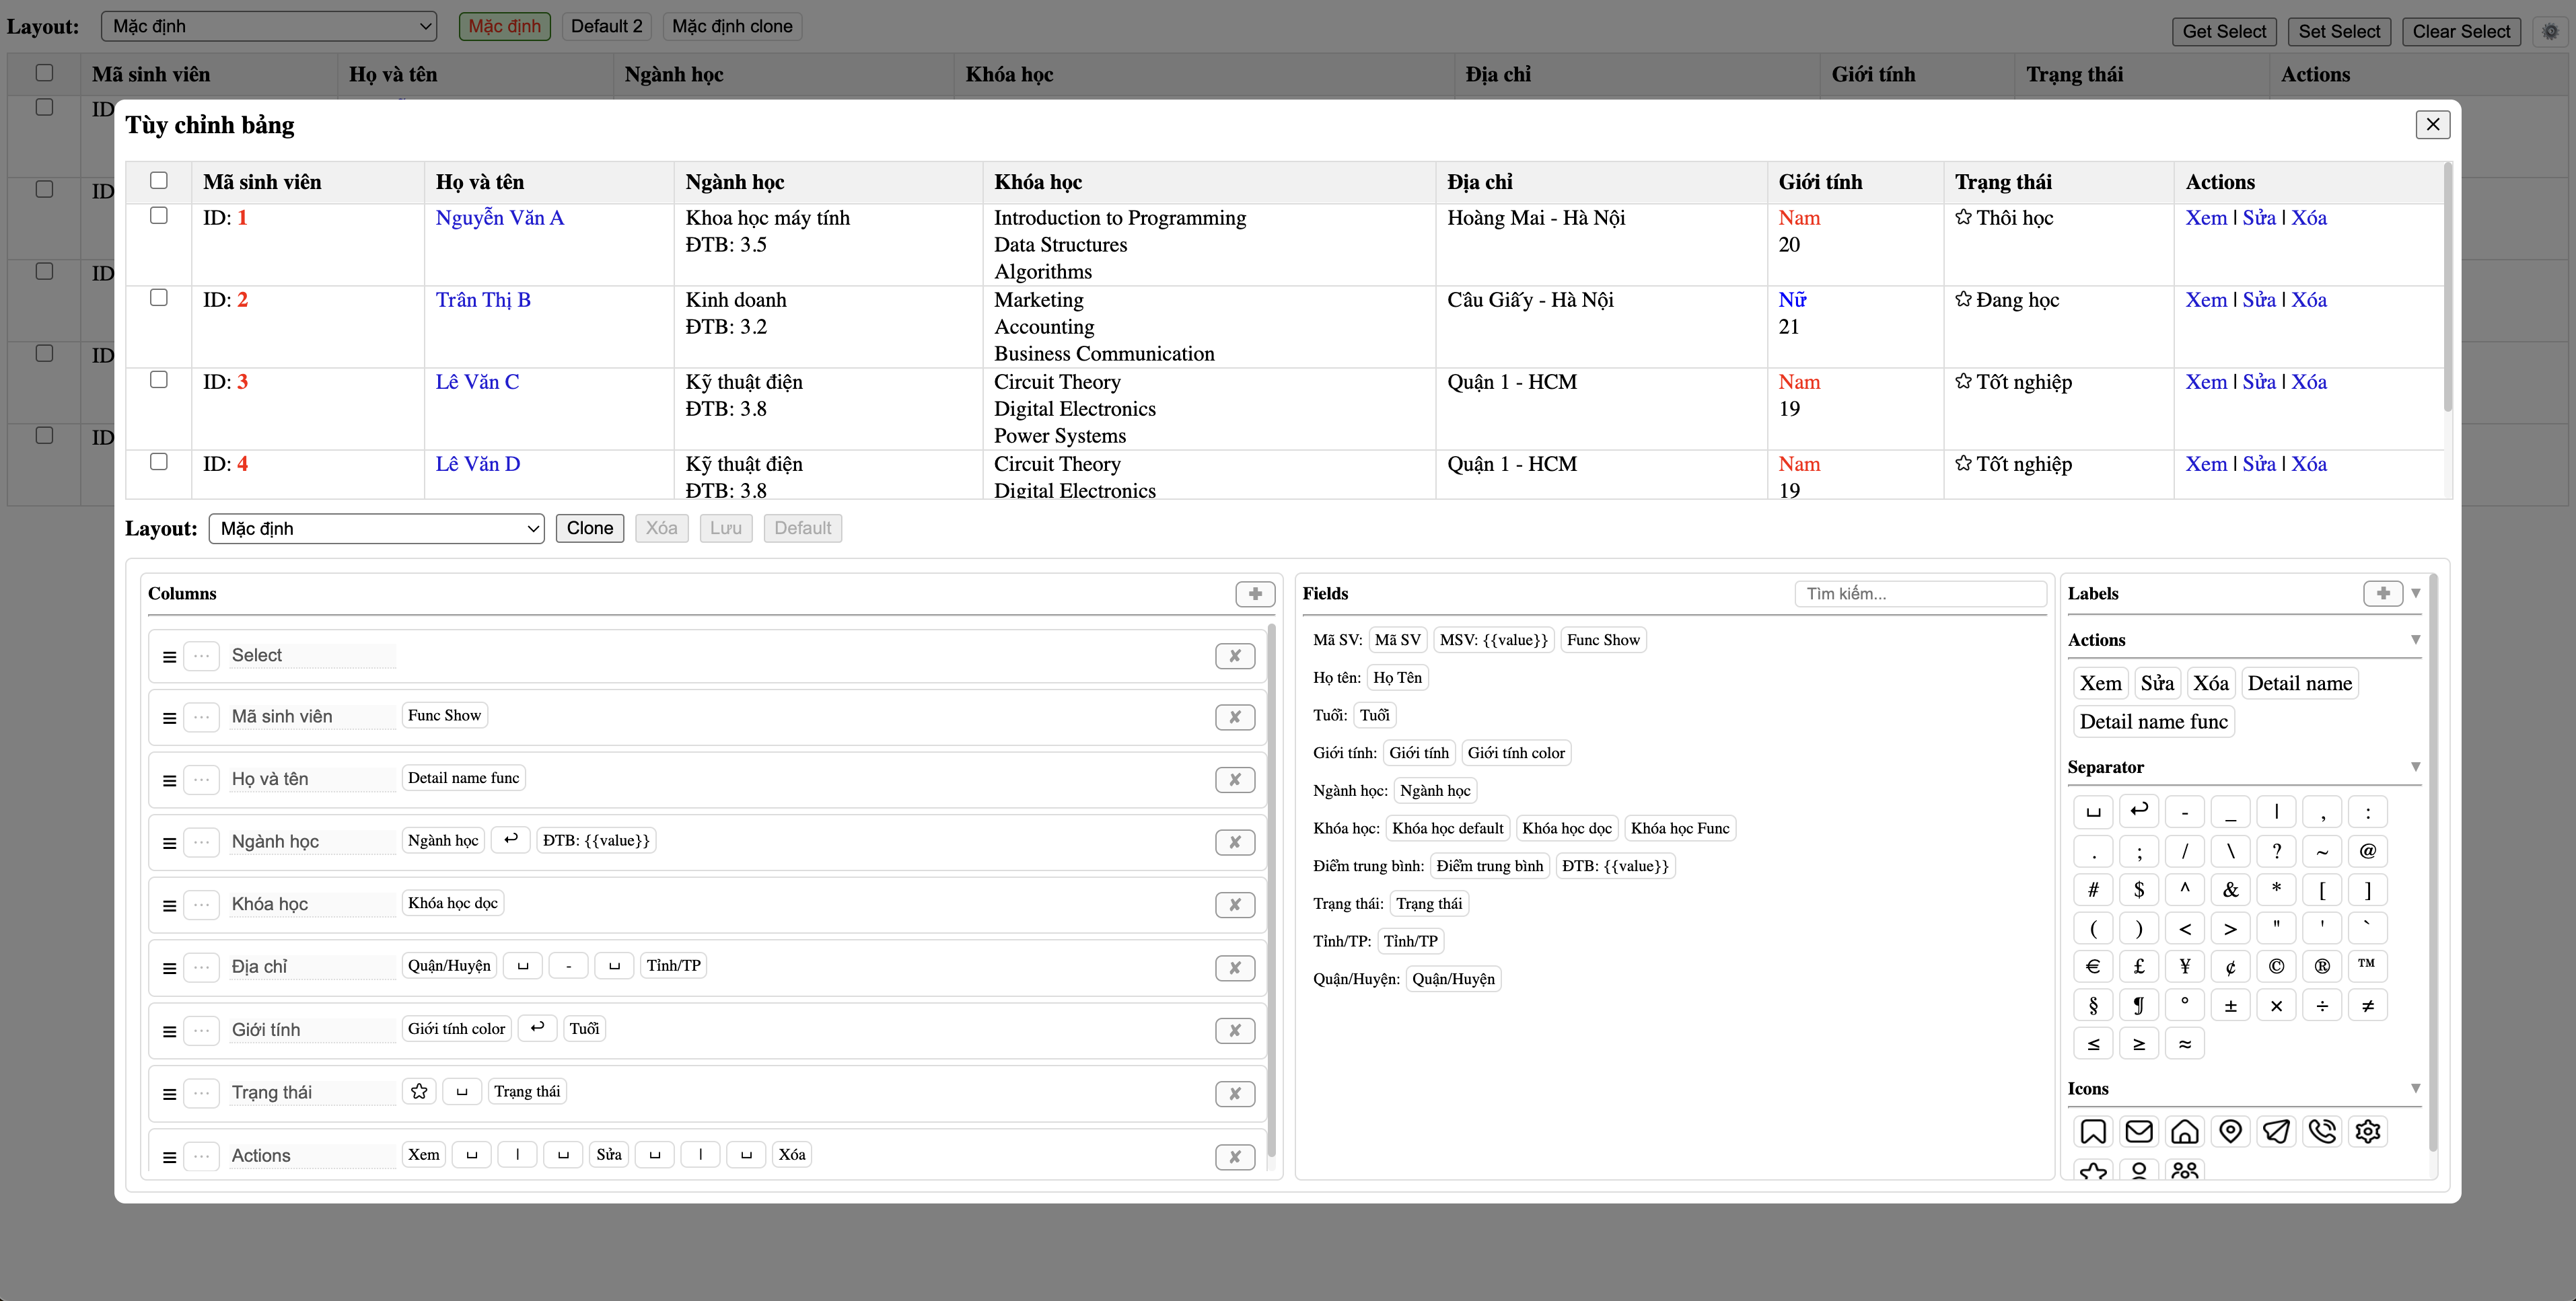 Layout: Mặc định Mặc định Default 2 Mặc định clone Get Select Set Select Clear Select
Mã sinh viên Họ và tên Ngành học Khóa học Địa chỉ Giới tính Trạng thái Actions
ID
ID
ID
ID
ID
Tùy chỉnh bảng
Mã sinh viên Họ và tên Ngành học Khóa học Địa chỉ Giới tính Trạng thái Actions
ID: 1 Nguyễn Văn A Khoa học máy tính Introduction to Programming Hoàng Mai - Hà Nội Nam Thôi học Xem | Sửa | Xóa
ĐTB: 3.5 Data Structures 20
Algorithms
ID: 2 Trân Thị B Kinh doanh Marketing Câu Giấy - Hà Nội Nữ Đang học Xem | Sửa | Xóa
ĐTB: 3.2 Accounting 21
Business Communication
ID: 3 Lê Văn C Kỹ thuật điện Circuit Theory Quận 1 - HCM Nam Tốt nghiệp Xem | Sửa | Xóa
ĐTB: 3.8 Digital Electronics 19
Power Systems
ID: 4 Lê Văn D Kỹ thuật điện Circuit Theory Quận 1 - HCM Nam Tốt nghiệp Xem | Sửa | Xóa
ĐTB: 3.8 Digital Electronics 19
Layout: Mặc định Clone Xóa Lưu Default
Columns
Select
Mã sinh viên Func Show
Họ và tên Detail name func
Ngành học Ngành học ↩ ĐTB: {{value}}
Khóa học Khóa học dọc
Địa chỉ Quận/Huyện ␣ - ␣ Tỉnh/TP
Giới tính Giới tính color ↩ Tuổi
Trạng thái ␣ Trạng thái
Actions Xem ␣ | ␣ Sửa ␣ | ␣ Xóa
Fields Tìm kiếm...
Mã SV: Mã SV MSV: {{value}} Func Show
Họ tên: Họ Tên
Tuổi: Tuổi
Giới tính: Giới tính Giới tính color
Ngành học: Ngành học
Khóa học: Khóa học default Khóa học dọc Khóa học Func
Điểm trung bình: Điểm trung bình ĐTB: {{value}}
Trạng thái: Trạng thái
Tỉnh/TP: Tỉnh/TP
Quận/Huyện: Quận/Huyện
Labels
Actions
Xem Sửa Xóa Detail name
Detail name func
Separator
␣ ↩ - _ | , :
. ; / \ ? ~ @
# $ ^ & * [ ]
( ) < > " ' `
€ £ ¥ ¢ © ® ™
§ ¶ ° ± × ÷ ≠
≤ ≥ ≈
Icons